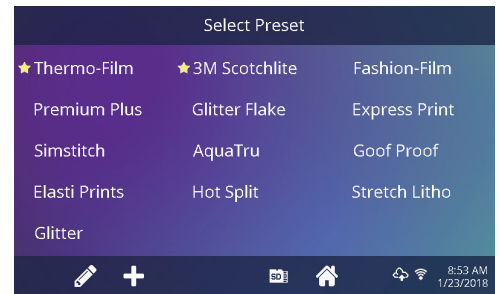 Select Preset
Thermo-Film 3M Scotchlite Fashion-Film
Premium Plus Glitter Flake Express Print
Simstitch AquaTru Goof Proof
Elasti Prints Hot Split Stretch Litho
Glitter
SD 8:53 AM
1/23/2018